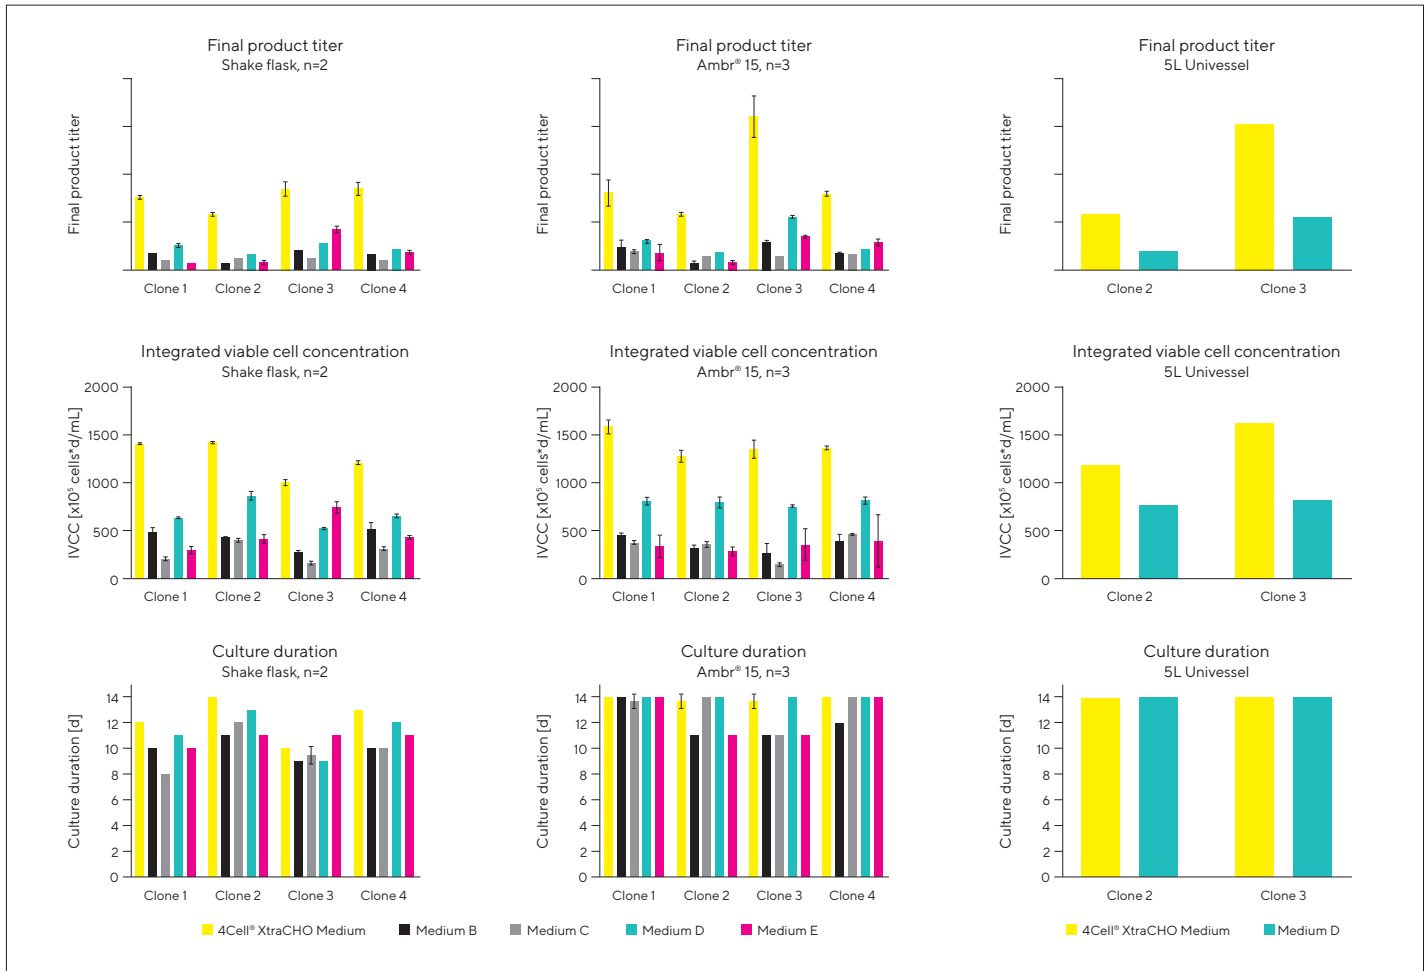 Final product titer
Shake flask, n=2
Final product titer
Clone 1 Clone 2 Clone 3 Clone 4
Final product titer
Ambr® 15, n=3
Final product titer
Clone 1 Clone 2 Clone 3 Clone 4
Final product titer
5L Univessel
Final product titer
Clone 2 Clone 3
Integrated viable cell concentration
Shake flask, n=2
IVCC [x10⁵ cells*d/mL]
2000
1500
1000
500
0
Clone 1 Clone 2 Clone 3 Clone 4
Integrated viable cell concentration
Ambr® 15, n=3
IVCC [x10⁵ cells*d/mL]
2000
1500
1000
500
0
Clone 1 Clone 2 Clone 3 Clone 4
Integrated viable cell concentration
5L Univessel
IVCC [x10⁵ cells*d/mL]
2000
1500
1000
500
0
Clone 2 Clone 3
Culture duration
Shake flask, n=2
Culture duration [d]
14
12
10
8
6
4
2
0
Clone 1 Clone 2 Clone 3 Clone 4
Culture duration
Ambr® 15, n=3
Culture duration [d]
14
12
10
8
6
4
2
0
Clone 1 Clone 2 Clone 3 Clone 4
Culture duration
5L Univessel
Culture duration [d]
14
12
10
8
6
4
2
0
Clone 2 Clone 3
4Cell® XtraCHO Medium Medium B Medium C Medium D Medium E
4Cell® XtraCHO Medium Medium D